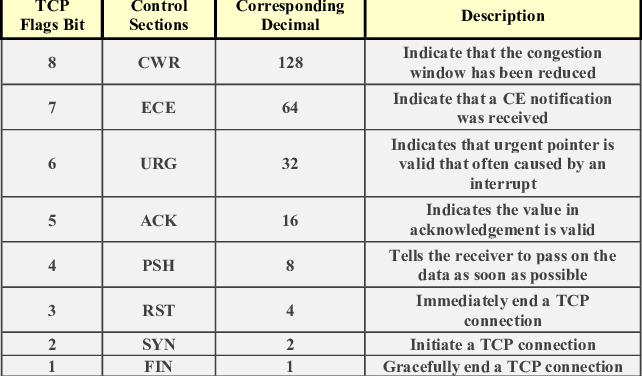 TCP Flags Bit | Control Sections | Corresponding Decimal | Description
8 | CWR | 128 | Indicate that the congestion window has been reduced
7 | ECE | 64 | Indicate that a CE notification was received
6 | URG | 32 | Indicates that urgent pointer is valid that often caused by an interrupt
5 | ACK | 16 | Indicates the value in acknowledgement is valid
4 | PSH | 8 | Tells the receiver to pass on the data as soon as possible
3 | RST | 4 | Immediately end a TCP connection
2 | SYN | 2 | Initiate a TCP connection
1 | FIN | 1 | Gracefully end a TCP connection